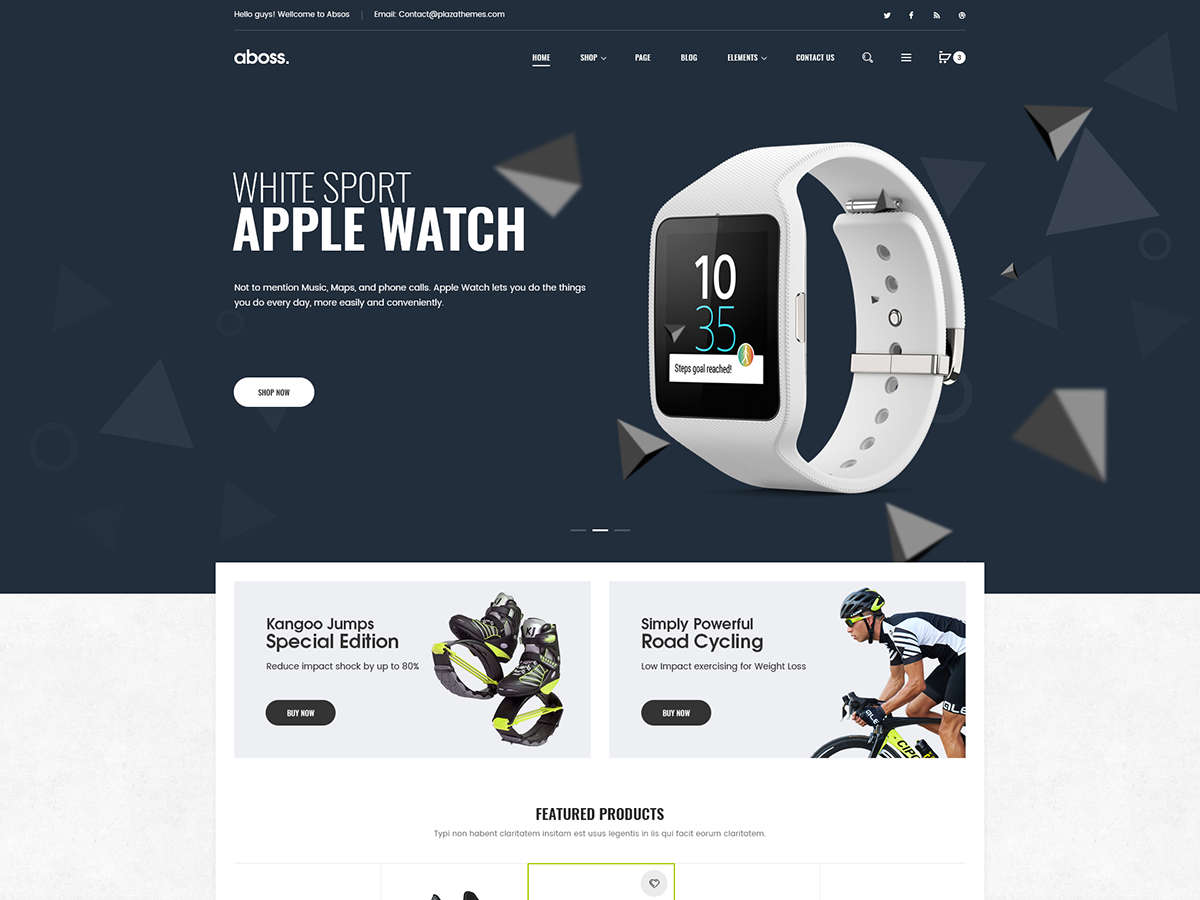 Hello guys! Wellcome to Absos | Email: Contact@plazathemes.com
aboss.
HOME SHOP PAGE BLOG ELEMENTS CONTACT US 3
WHITE SPORT
APPLE WATCH
Not to mention Music, Maps, and phone calls. Apple Watch lets you do the things
you do every day, more easily and conveniently.
SHOP NOW
10
35
Steps goal reached!
Kangoo Jumps
Special Edition
Reduce impact shock by up to 80%
BUY NOW
KJ
Simply Powerful
Road Cycling
Low Impact exercising for Weight Loss
BUY NOW
FEATURED PRODUCTS
Typi non habent claritatem insitam est usus legentis in iis qui facit eorum claritatem.